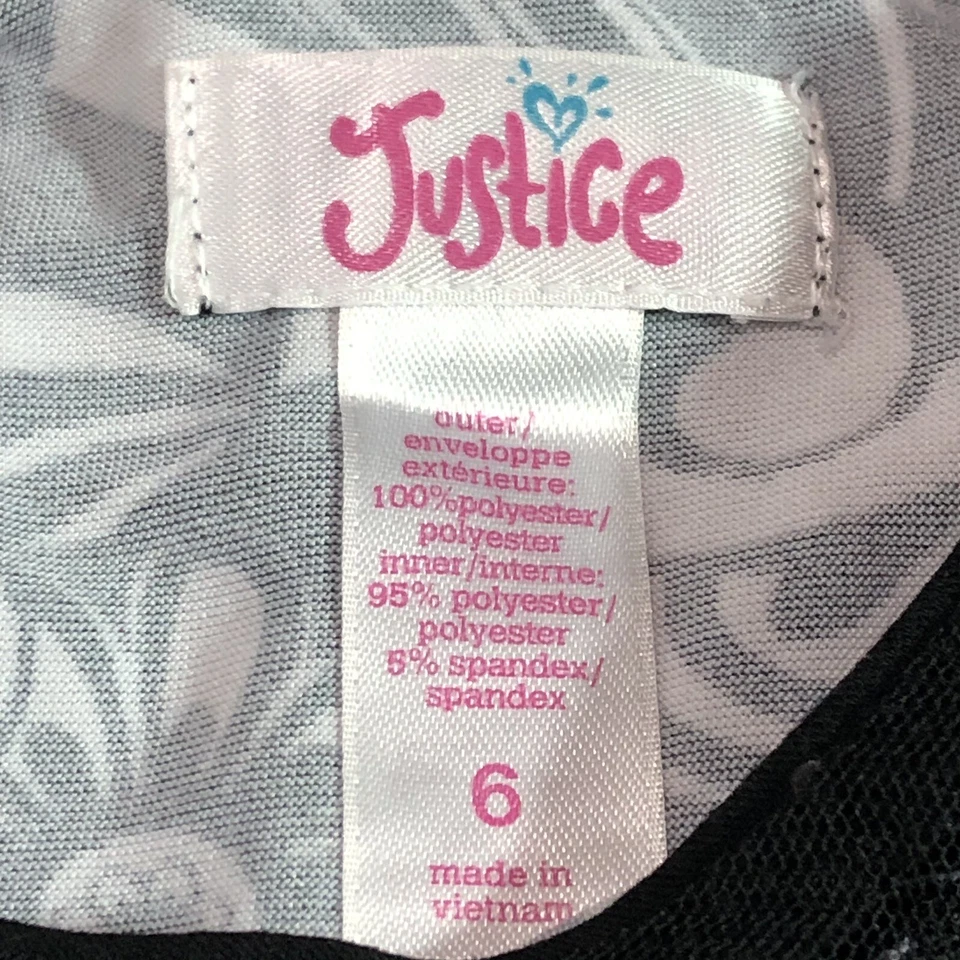 Justice
outer/
enveloppe
extérieure:
100%polyester/
polyester
inner/interne:
95% polyester/
polyester
5% spandex/
spandex
6
made in
vietnam